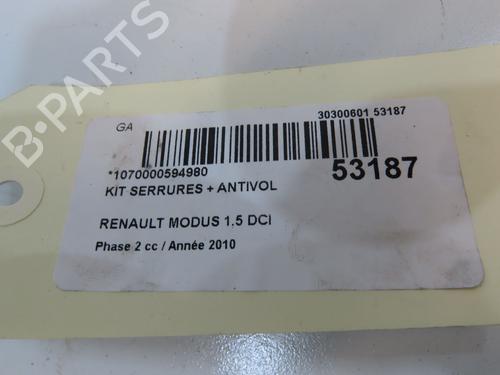 B-PARTS
GA
30300601 53187
*1070000594980
53187
KIT SERRURES + ANTIVOL
RENAULT MODUS 1.5 DCI
Phase 2 cc / Année 2010